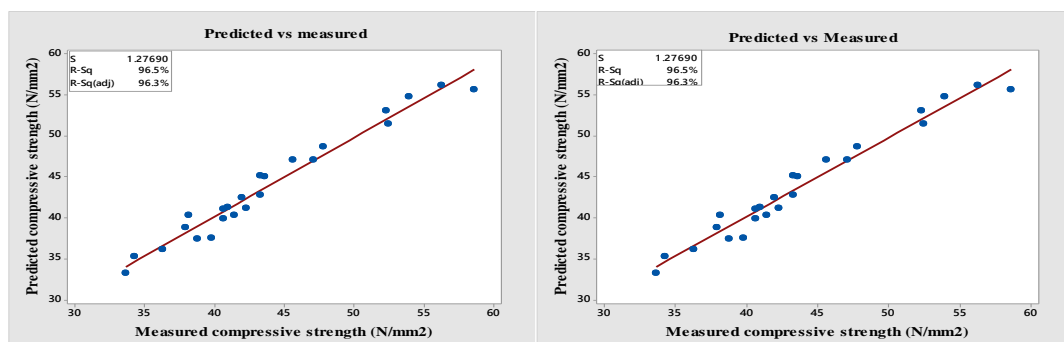 Predicted vs measured
S 1.27690
R-Sq 96.5%
R-Sq(adj) 96.3%
Predicted compressive strength (N/mm2)
60
55
50
45
40
35
30
30 35 40 45 50 55 60
Measured compressive strength (N/mm2)
Predicted vs Measured
S 1.27690
R-Sq 96.5%
R-Sq(adj) 96.3%
Predicted compressive strength (N/mm2)
60
55
50
45
40
35
30
30 35 40 45 50 55 60
Measured compressive strength (N/mm2)